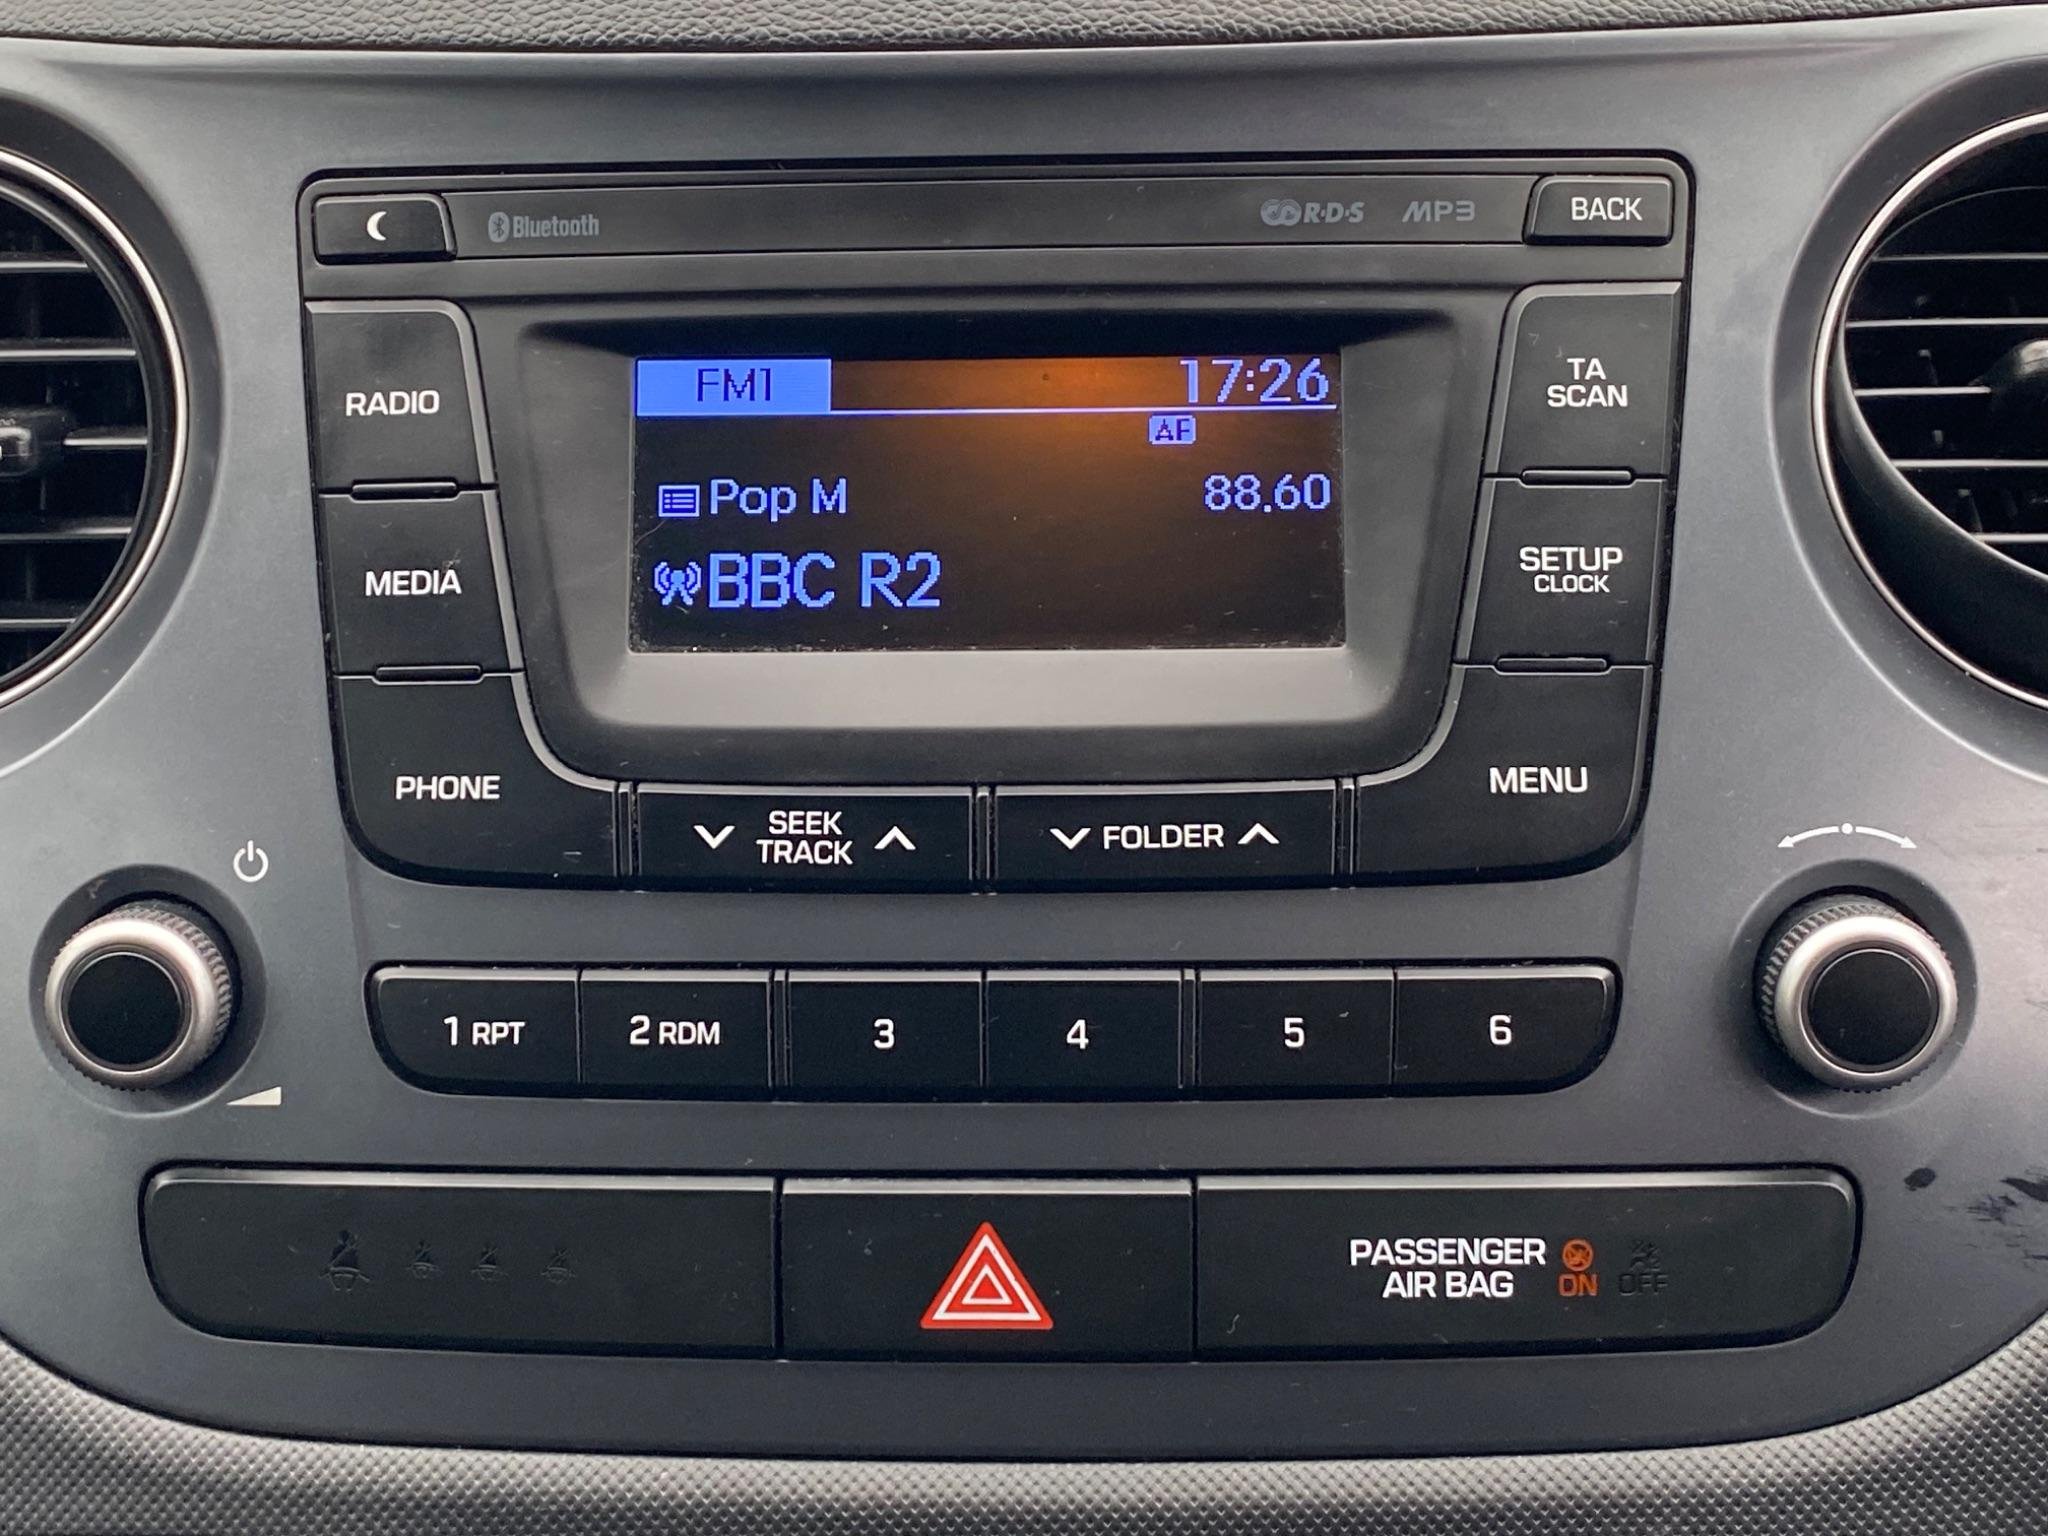 Bluetooth
R·D·S MP3
BACK
RADIO
MEDIA
PHONE
FM1
17:26
AF
Pop M
88.60
BBC R2
TA
SCAN
SETUP
CLOCK
MENU
SEEK
TRACK
FOLDER
1 RPT
2 RDM
3
4
5
6
PASSENGER
AIR BAG
ON
OFF